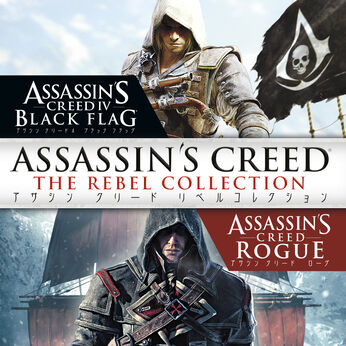 ASSASSIN'S
CREED IV
BLACK FLAG
アサシン クリード4 ブラック フラッグ
ASSASSIN'S CREED®
THE REBEL COLLECTION
アサシン クリード リベルコレクション
ASSASSIN'S
CREED
ROGUE
アサシン クリード ローグ